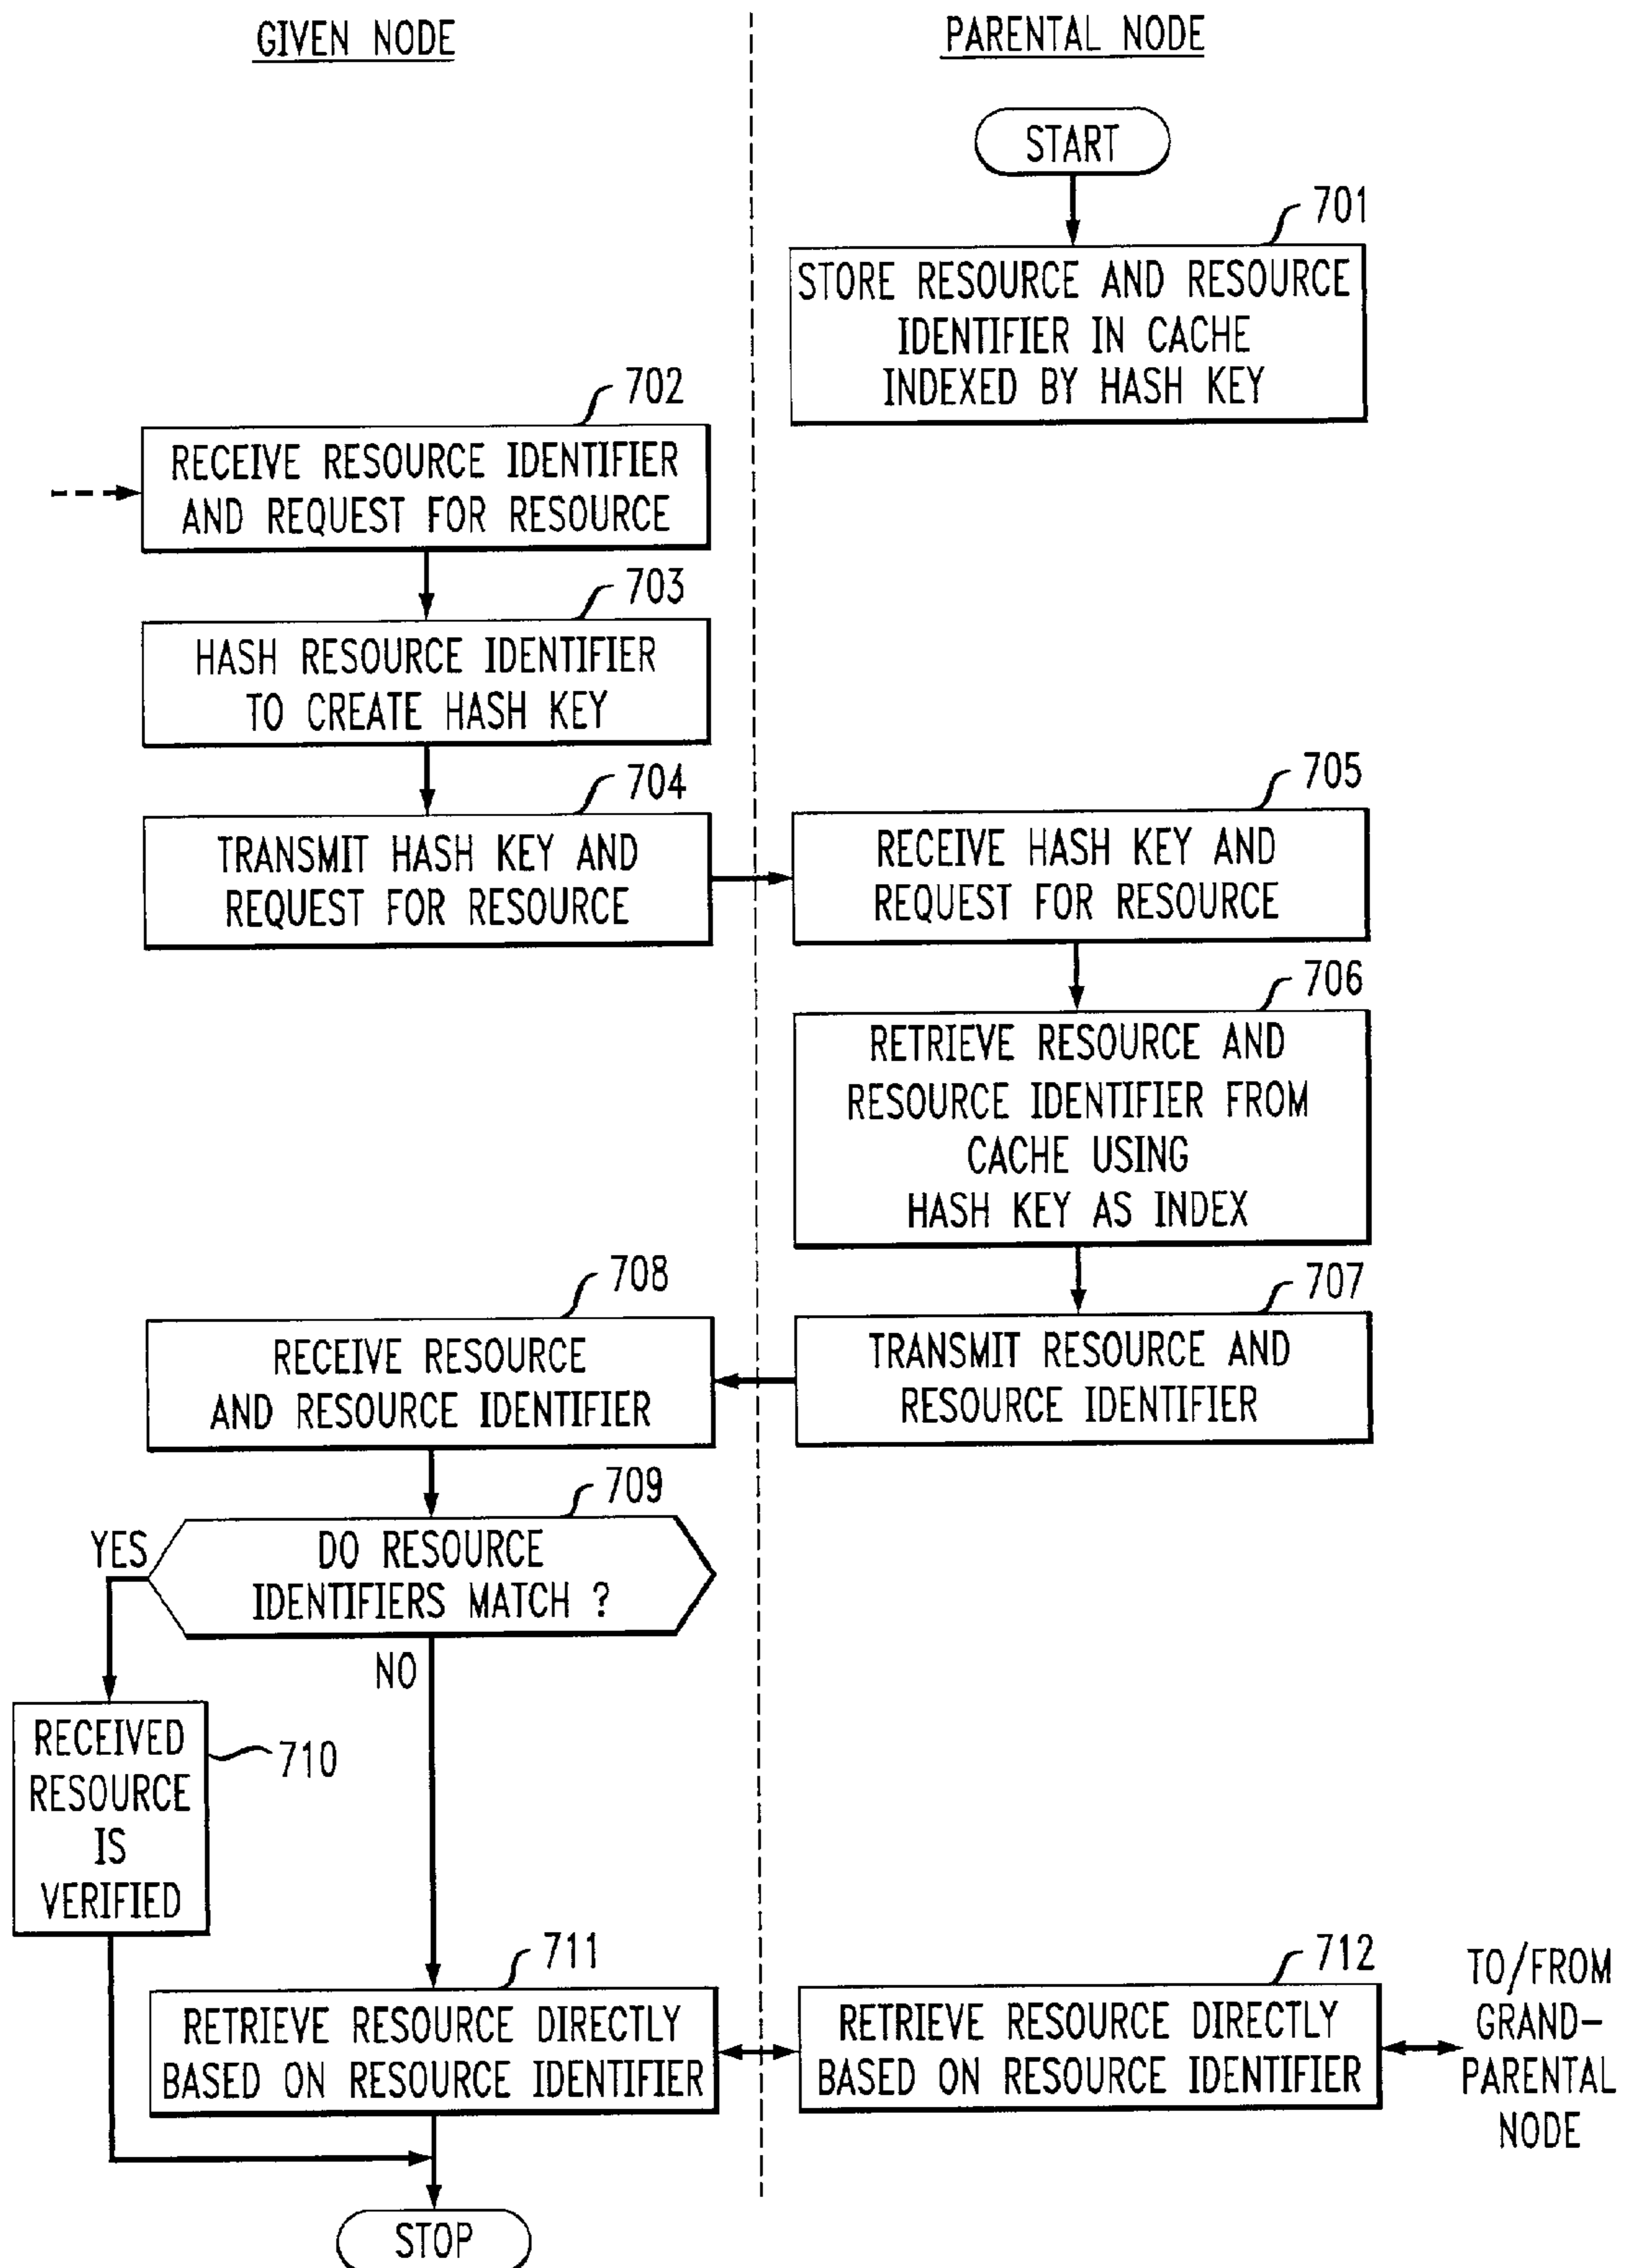 GIVEN NODE
PARENTAL NODE
START
701
STORE RESOURCE AND RESOURCE
IDENTIFIER IN CACHE
INDEXED BY HASH KEY
702
RECEIVE RESOURCE IDENTIFIER
AND REQUEST FOR RESOURCE
703
HASH RESOURCE IDENTIFIER
TO CREATE HASH KEY
704
TRANSMIT HASH KEY AND
REQUEST FOR RESOURCE
705
RECEIVE HASH KEY AND
REQUEST FOR RESOURCE
706
RETRIEVE RESOURCE AND
RESOURCE IDENTIFIER FROM
CACHE USING
HASH KEY AS INDEX
707
TRANSMIT RESOURCE AND
RESOURCE IDENTIFIER
708
RECEIVE RESOURCE
AND RESOURCE IDENTIFIER
709
DO RESOURCE
IDENTIFIERS MATCH ?
YES
NO
RECEIVED
RESOURCE
IS
VERIFIED
710
711
RETRIEVE RESOURCE DIRECTLY
BASED ON RESOURCE IDENTIFIER
712
RETRIEVE RESOURCE DIRECTLY
BASED ON RESOURCE IDENTIFIER
TO/FROM
GRAND-
PARENTAL
NODE
STOP